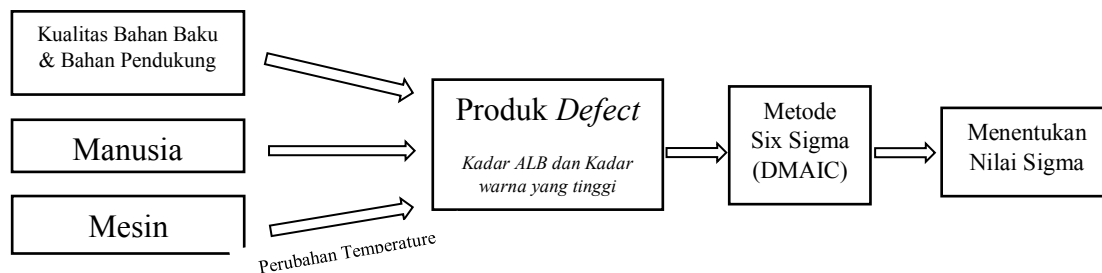 Kualitas Bahan Baku
& Bahan Pendukung
Manusia
Mesin
Perubahan Temperature
Produk Defect
Kadar ALB dan Kadar
warna yang tinggi
Metode
Six Sigma
(DMAIC)
Menentukan
Nilai Sigma